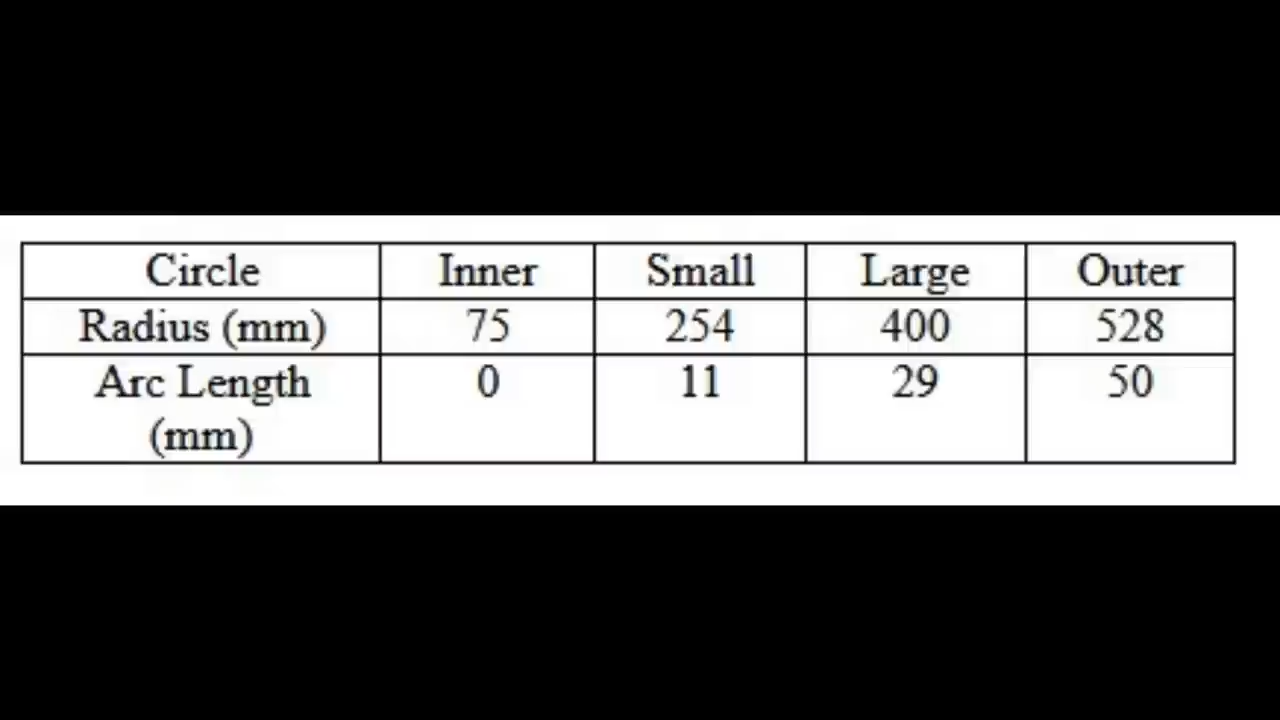 Circle Inner Small Large Outer
Radius (mm) 75 254 400 528
Arc Length 0 11 29 50
(mm)